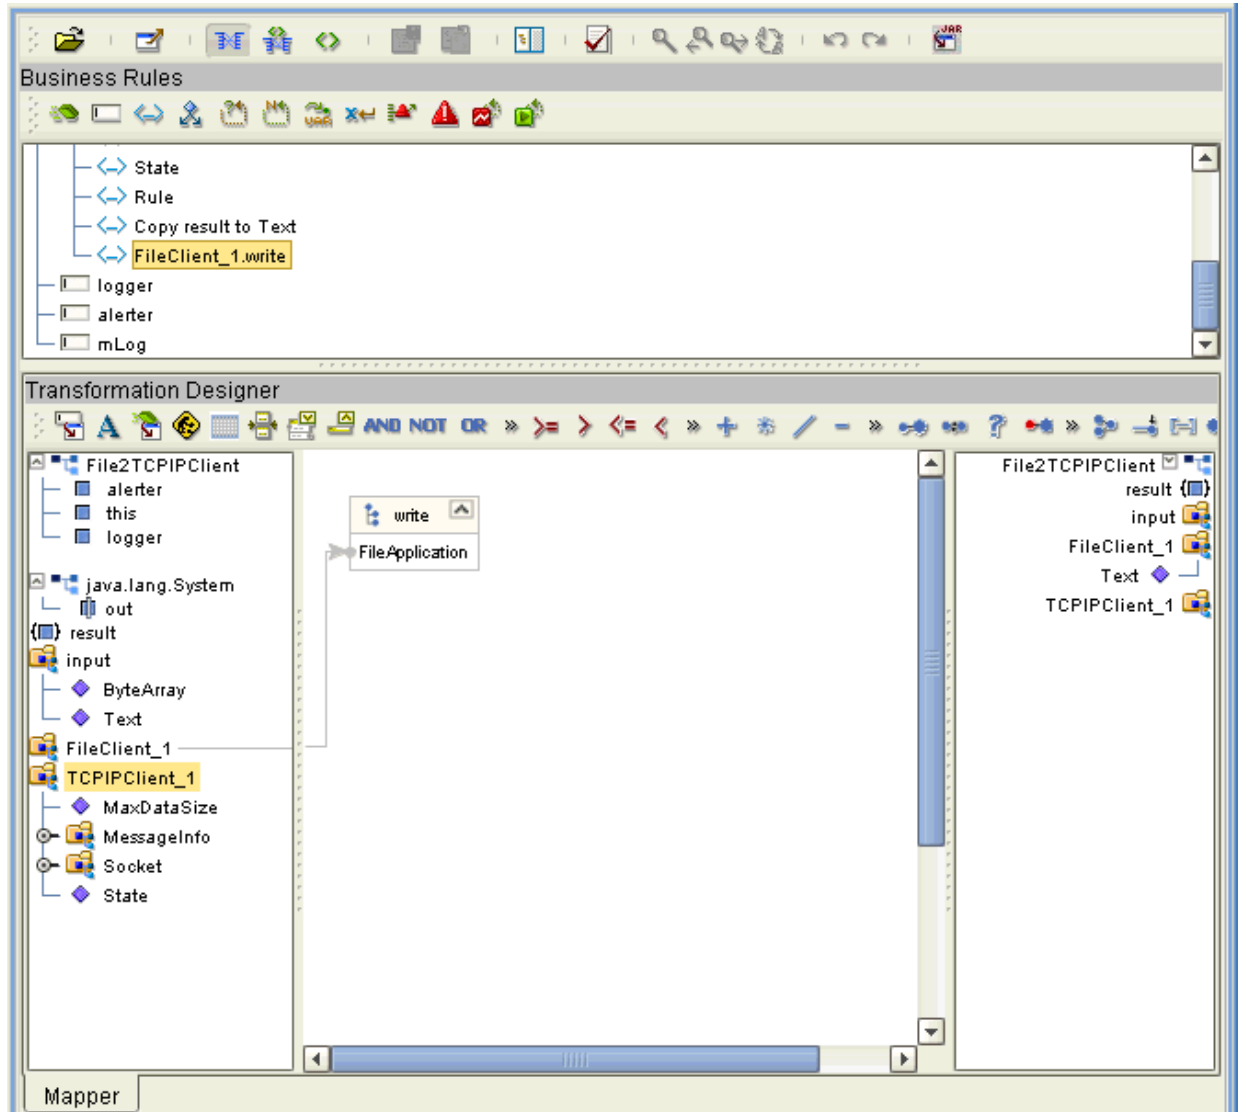 JAR
Business Rules
JAR
State
Rule
Copy result to Text
FileClient_1.write
logger
alerter
mLog
Transformation Designer
A AND NOT OR » >= > <= < » + / - » ? »
File2TCPIPClient
alerter
this
logger
java.lang.System
out
{ } result
input
ByteArray
Text
FileClient_1
TCPIPClient_1
MaxDataSize
MessageInfo
Socket
State
write
FileApplication
File2TCPIPClient
result { }
input
FileClient_1
Text
TCPIPClient_1
Mapper